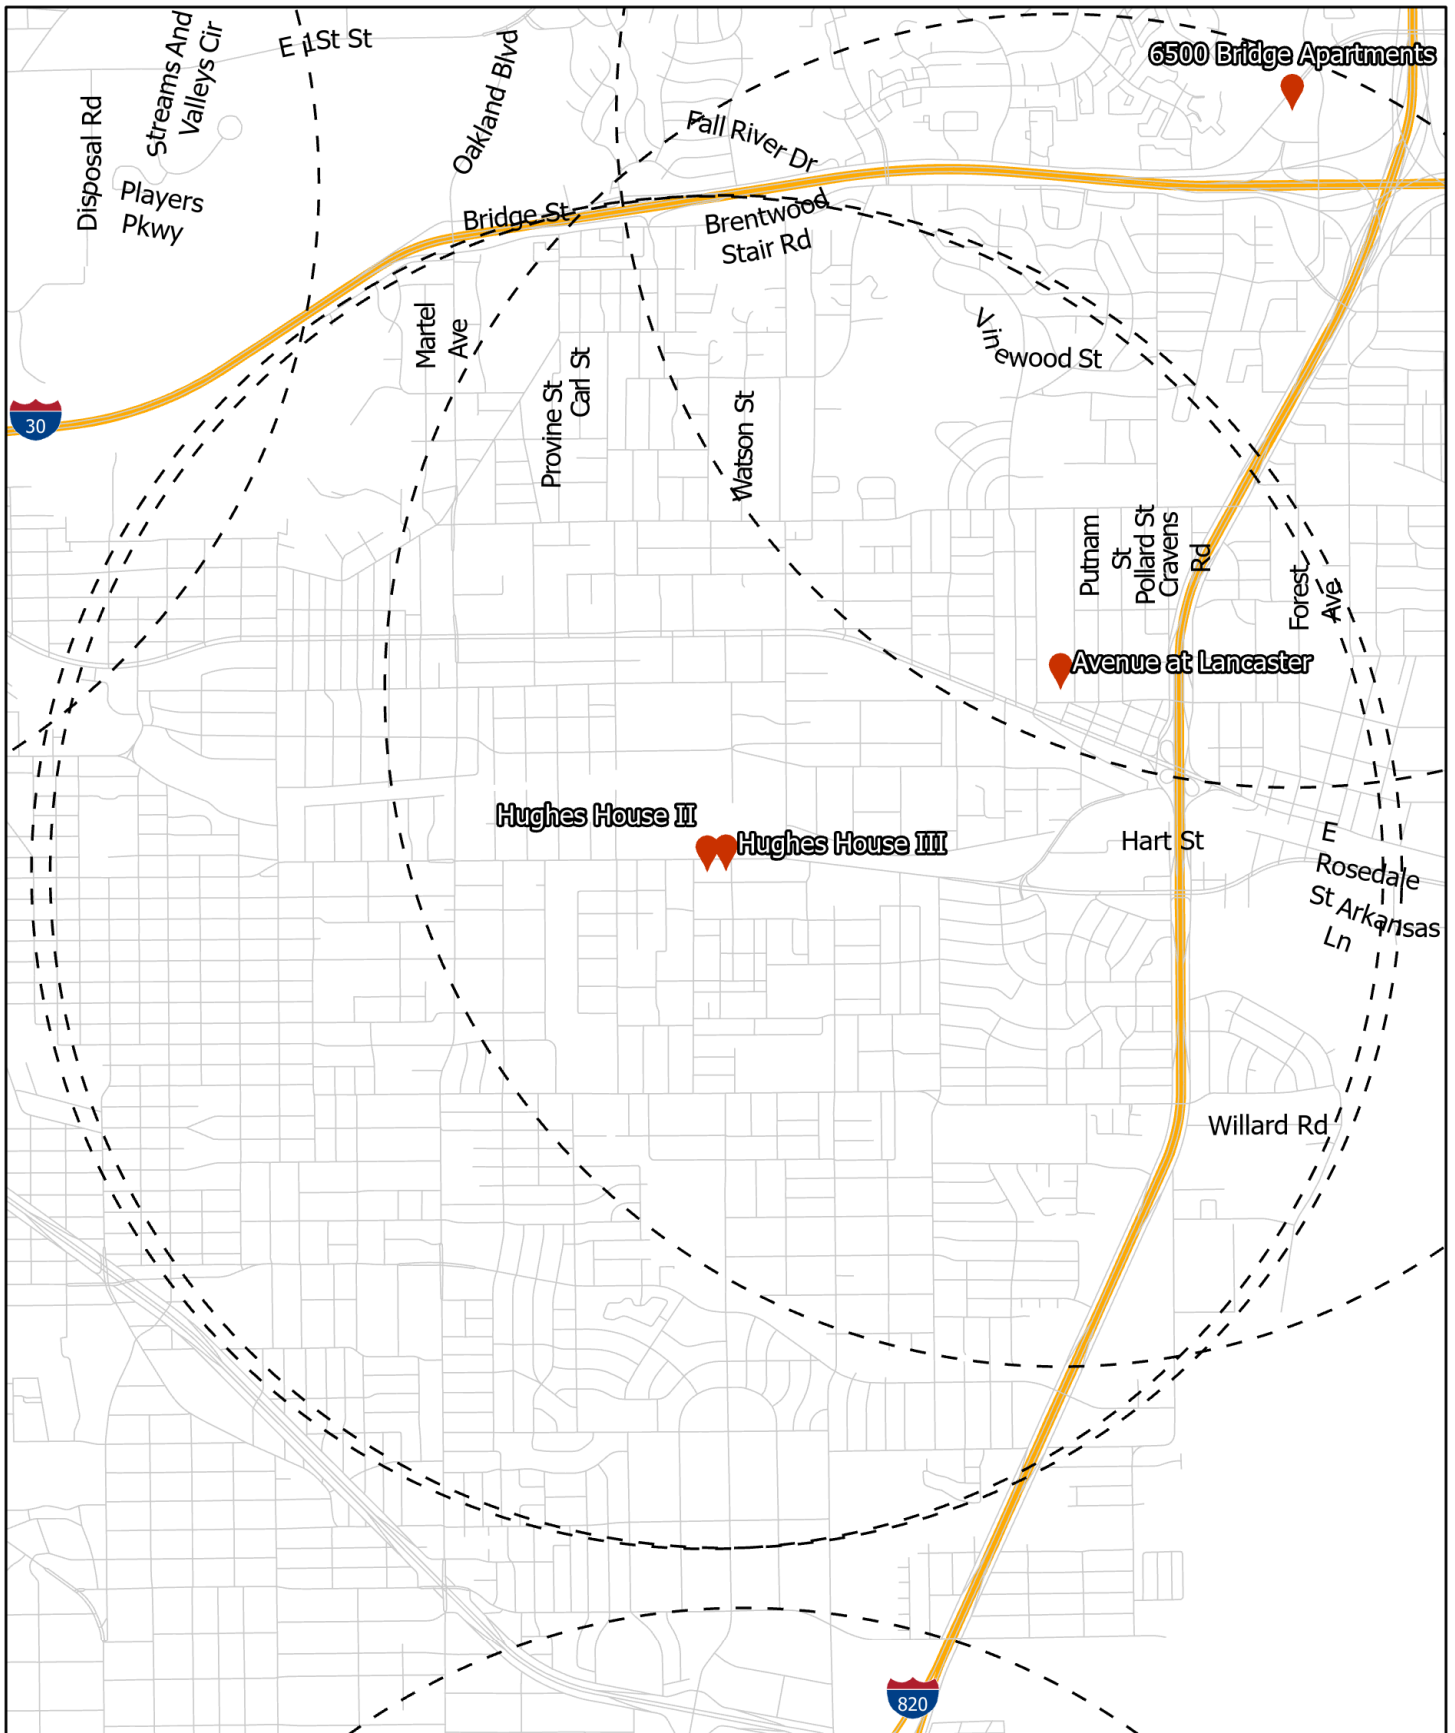 Streams And
Valleys Cir
E 1St St
Oakland Blvd
6500 Bridge Apartments
Disposal Rd
Players
Pkwy
Fall River Dr
Bridge St
Brentwood
Stair Rd
Martel
Ave
Vinewood St
Provine St
Carl St
Watson St
30
Putnam
St
Pollard St
Cravens
Rd
Forest
Ave
Avenue at Lancaster
Hughes House II
Hughes House III
Hart St
E
Rosedale
St
Arkansas
Ln
Willard Rd
820